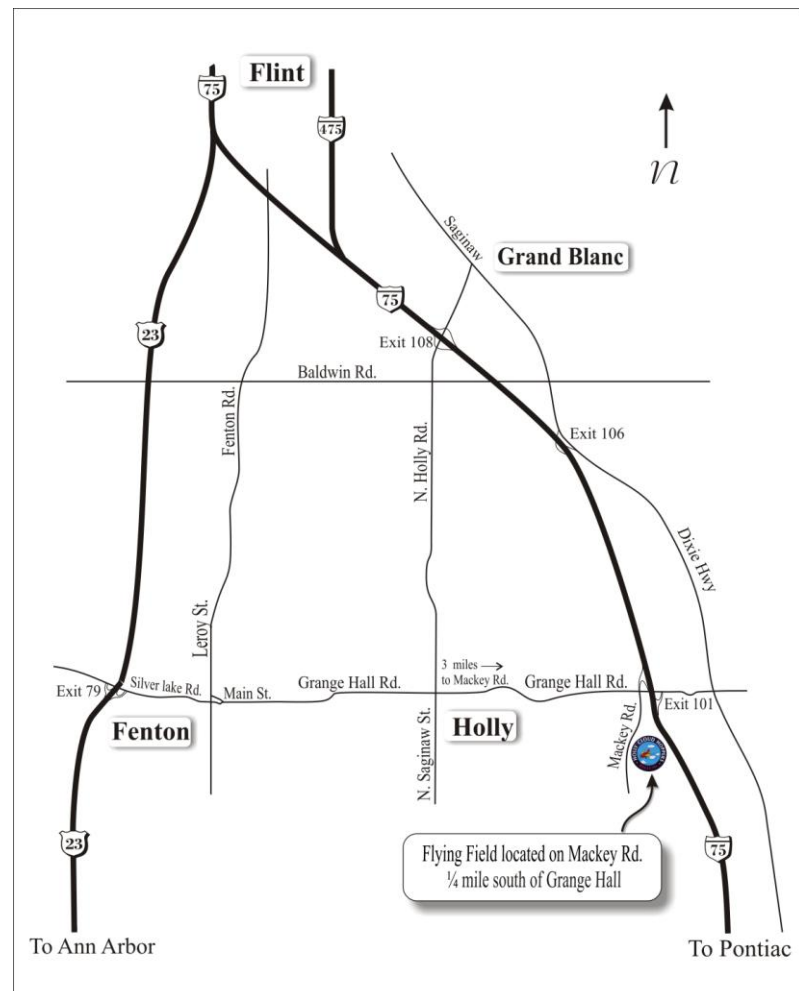 Flint
75
475
n
Saginaw
Grand Blanc
75
23
Exit 108
Baldwin Rd.
Fenton Rd.
N. Holly Rd.
Exit 106
Dixie Hwy
Leroy St.
3 miles →
to Mackey Rd.
Exit 79
Silver lake Rd.
Main St.
Grange Hall Rd.
Grange Hall Rd.
Exit 101
Fenton
Holly
N. Saginaw St.
Mackey Rd.
23
Flying Field located on Mackey Rd.
¼ mile south of Grange Hall
75
To Ann Arbor
To Pontiac